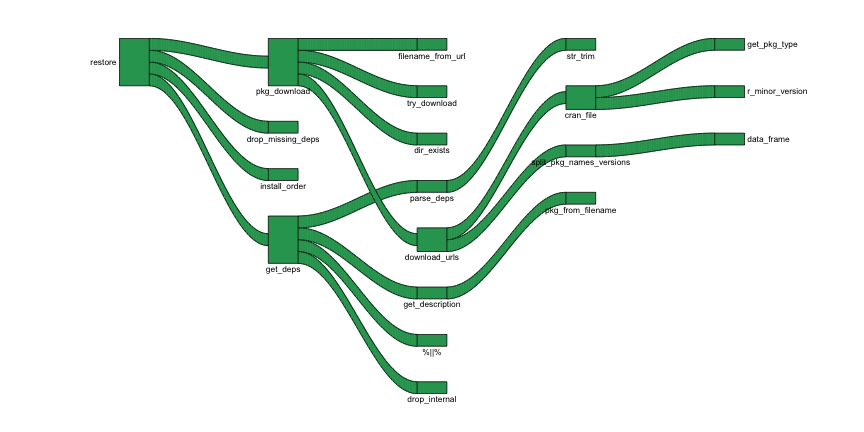 restore
pkg_download
drop_missing_deps
install_order
get_deps
filename_from_url
try_download
dir_exists
parse_deps
download_urls
get_description
%||%
drop_internal
str_trim
cran_file
split_pkg_names_versions
pkg_from_filename
get_pkg_type
r_minor_version
data_frame